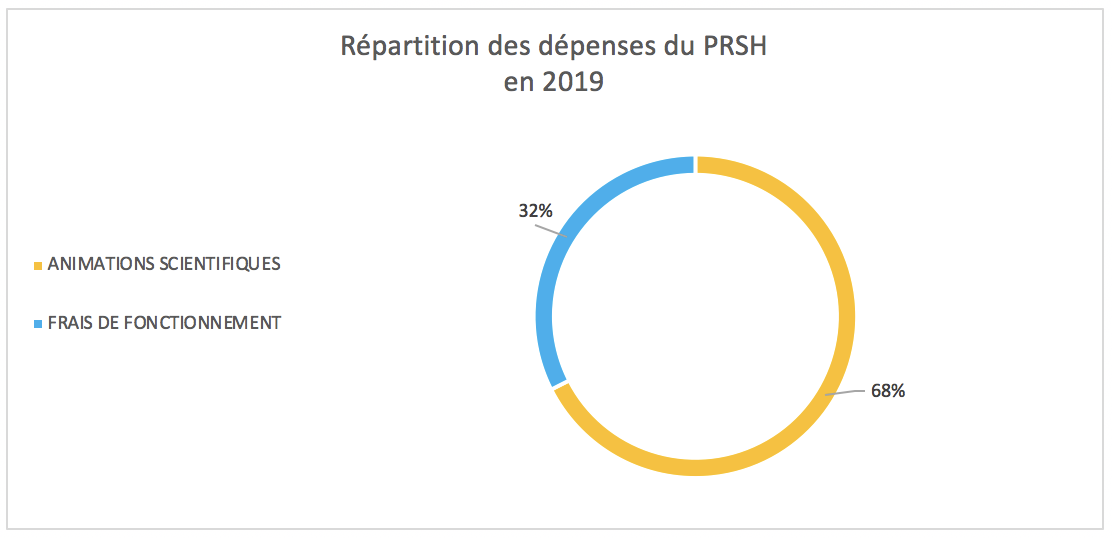 Répartition des dépenses du PRSH
en 2019
32%
ANIMATIONS SCIENTIFIQUES
FRAIS DE FONCTIONNEMENT
68%